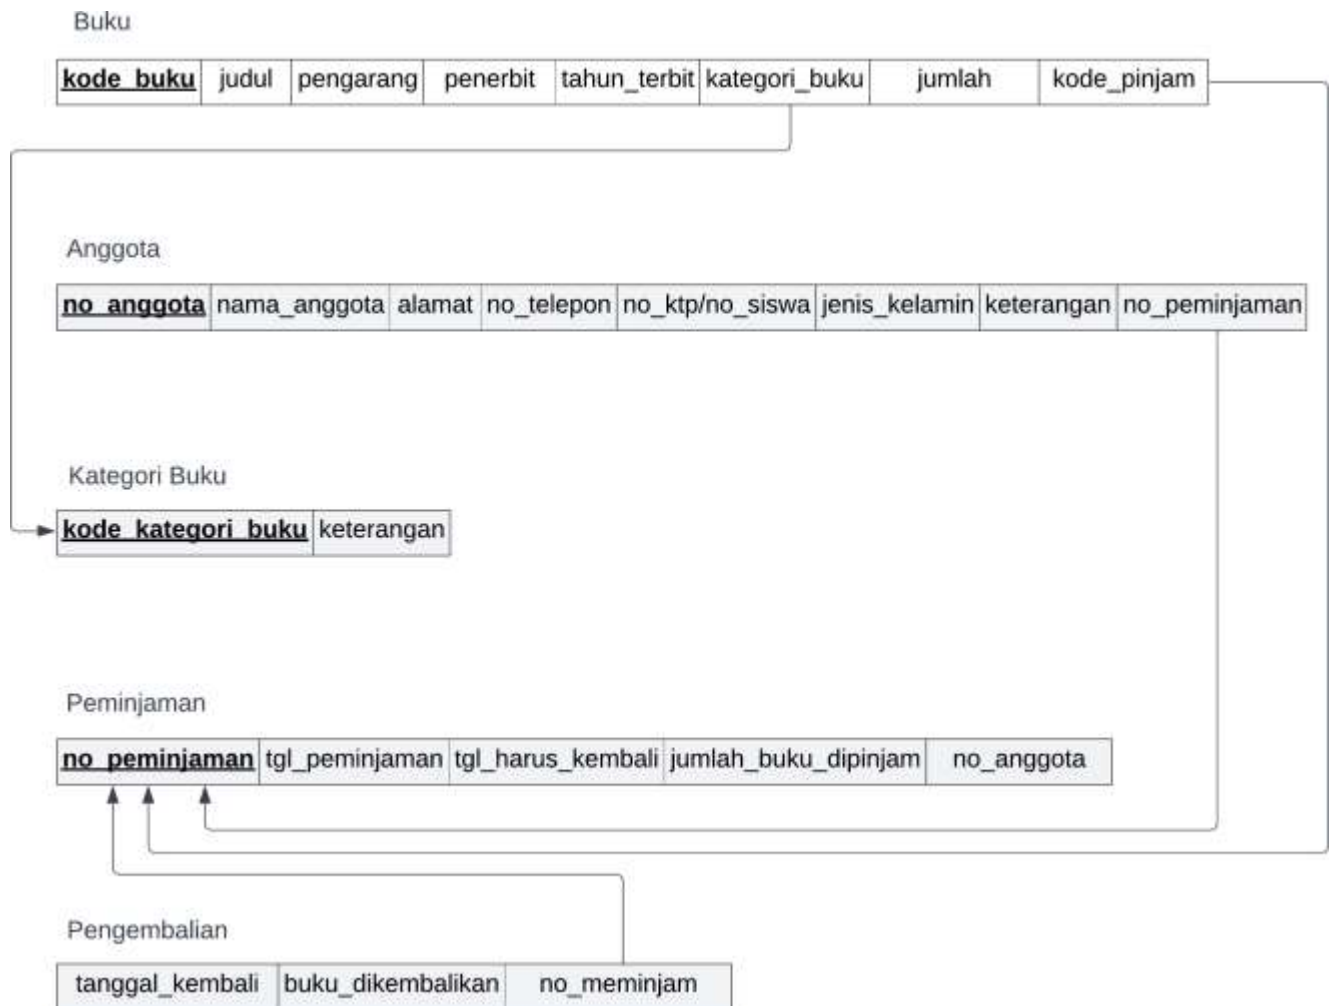 Buku
kode_buku judul pengarang penerbit tahun_terbit kategori_buku jumlah kode_pinjam
Anggota
no_anggota nama_anggota alamat no_telepon no_ktp/no_siswa jenis_kelamin keterangan no_peminjaman
Kategori Buku
kode_kategori_buku keterangan
Peminjaman
no_peminjaman tgl_peminjaman tgl_harus_kembali jumlah_buku_dipinjam no_anggota
Pengembalian
tanggal_kembali buku_dikembalikan no_meminjam